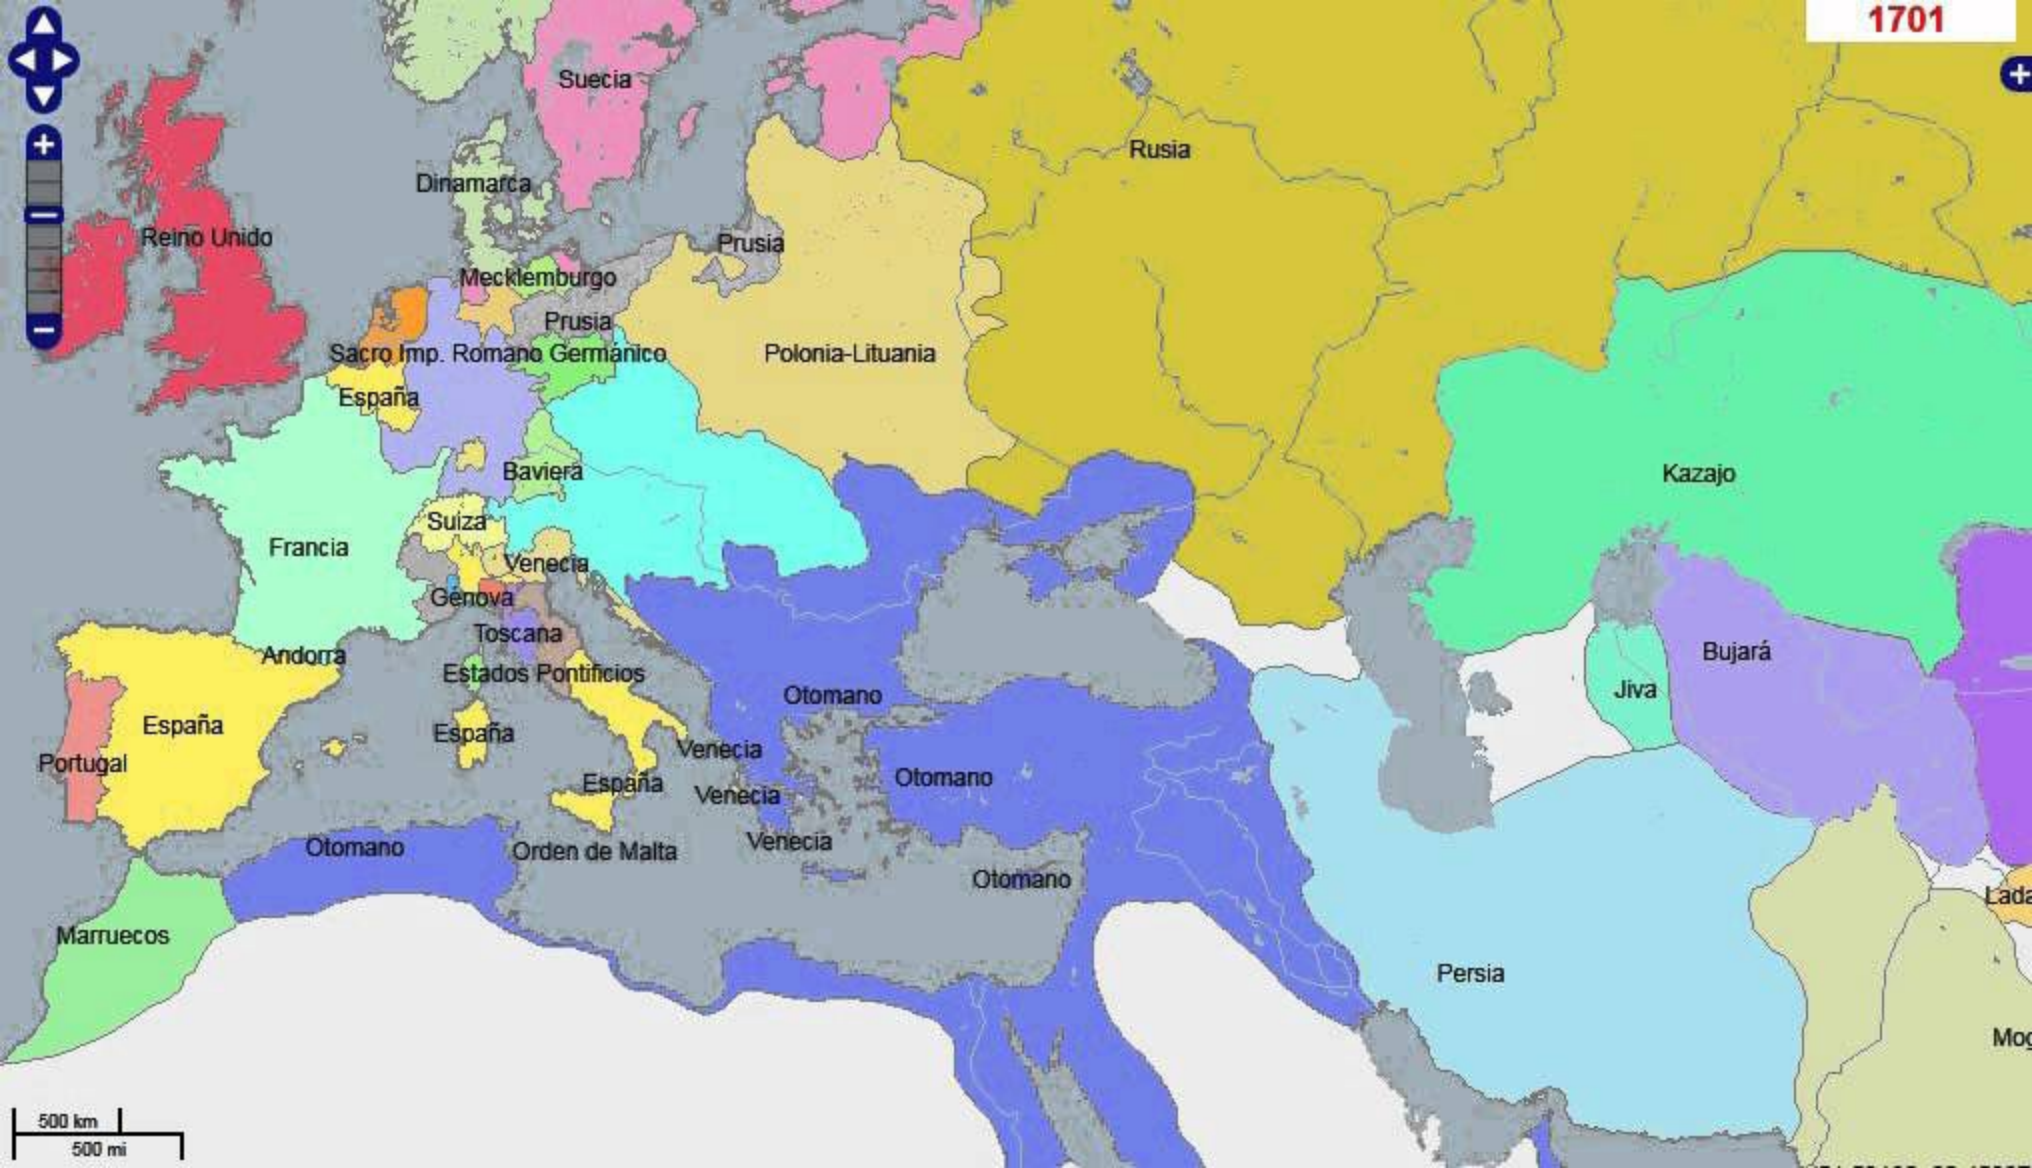 1701
Suecia
Rusia
Dinamarca
Reino Unido
Prusia
Mecklemburgo
Prusia
Sacro Imp. Romano Germánico
Polonia-Lituania
España
Baviera
Kazajo
Suiza
Francia
Venecia
Génova
Toscana
Andorra
Estados Pontificios
Bujará
Jiva
Otomano
España
España
Portugal
Venecia
Otomano
España
Venecia
Otomano
Orden de Malta
Venecia
Otomano
Lada
Marruecos
Persia
Mog
500 km
500 mi